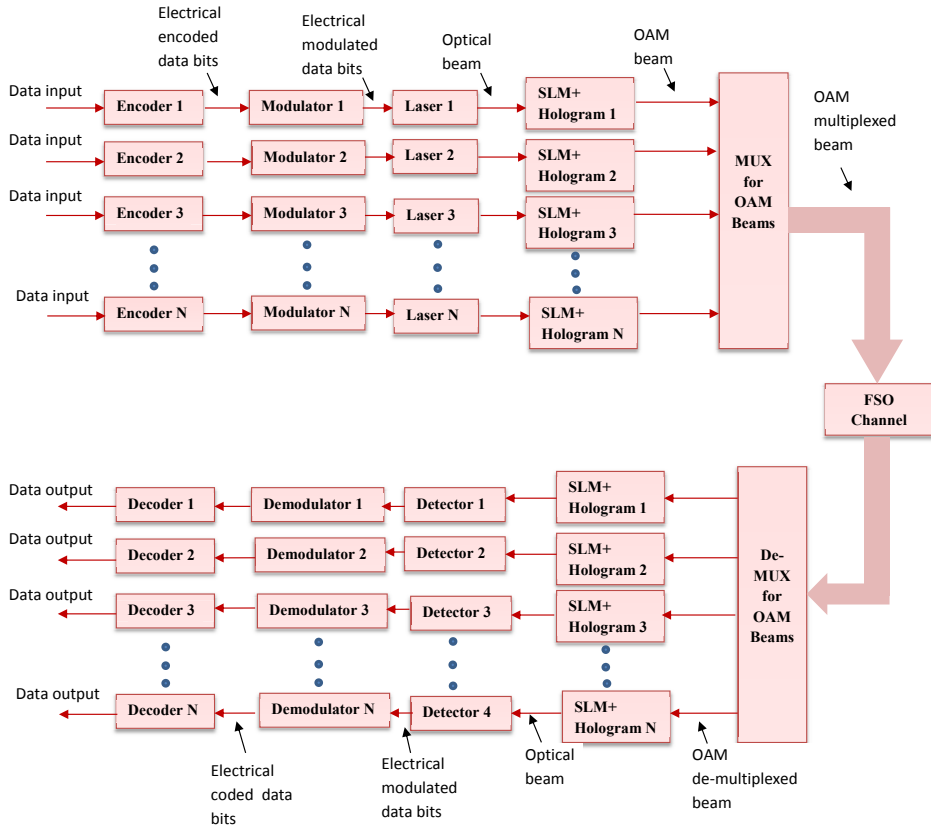 Electrical
encoded
data bits
Electrical
modulated
data bits
Optical
beam
OAM
beam
OAM
multiplexed
beam
Data input
Encoder 1
Modulator 1
Laser 1
SLM+
Hologram 1
Data input
Encoder 2
Modulator 2
Laser 2
SLM+
Hologram 2
Data input
Encoder 3
Modulator 3
Laser 3
SLM+
Hologram 3
Data input
Encoder N
Modulator N
Laser N
SLM+
Hologram N
MUX
for
OAM
Beams
FSO
Channel
Data output
Decoder 1
Demodulator 1
Detector 1
SLM+
Hologram 1
Data output
Decoder 2
Demodulator 2
Detector 2
SLM+
Hologram 2
Data output
Decoder 3
Demodulator 3
Detector 3
SLM+
Hologram 3
Data output
Decoder N
Demodulator N
Detector 4
SLM+
Hologram N
De-
MUX
for
OAM
Beams
Electrical
coded data
bits
Electrical
modulated
data bits
Optical
beam
OAM
de-multiplexed
beam